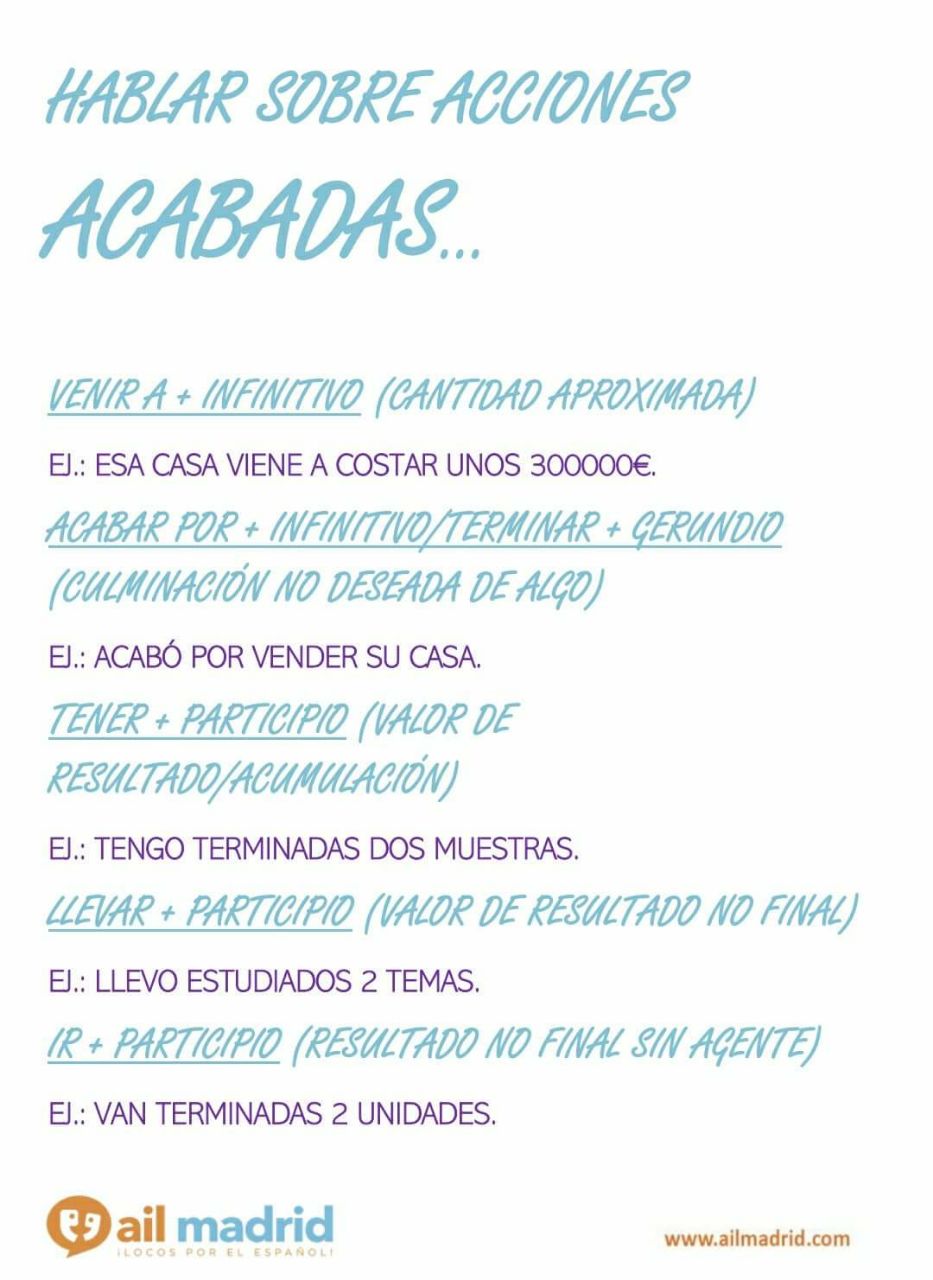 HABLAR SOBRE ACCIONES
ACABADAS...
VENIR A + INFINITIVO (CANTIDAD APROXIMADA)
EJ.: ESA CASA VIENE A COSTAR UNOS 300000€.
ACABAR POR + INFINITIVO/TERMINAR + GERUNDIO
(CULMINACIÓN NO DESEADA DE ALGO)
EJ.: ACABÓ POR VENDER SU CASA.
TENER + PARTICIPIO (VALOR DE
RESULTADO/ACUMULACIÓN)
EJ.: TENGO TERMINADAS DOS MUESTRAS.
LLEVAR + PARTICIPIO (VALOR DE RESULTADO NO FINAL)
EJ.: LLEVO ESTUDIADOS 2 TEMAS.
IR + PARTICIPIO (RESULTADO NO FINAL SIN AGENTE)
EJ.: VAN TERMINADAS 2 UNIDADES.
ail madrid
¡LOCOS POR EL ESPAÑOL!
www.ailmadrid.com